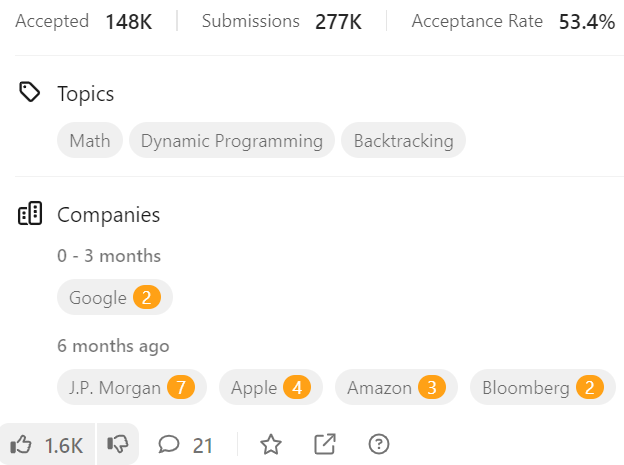 Accepted 148K Submissions 277K Acceptance Rate 53.4%
Topics
Math Dynamic Programming Backtracking
Companies
0 - 3 months
Google 2
6 months ago
J.P. Morgan 7 Apple 4 Amazon 3 Bloomberg 2
1.6K 21